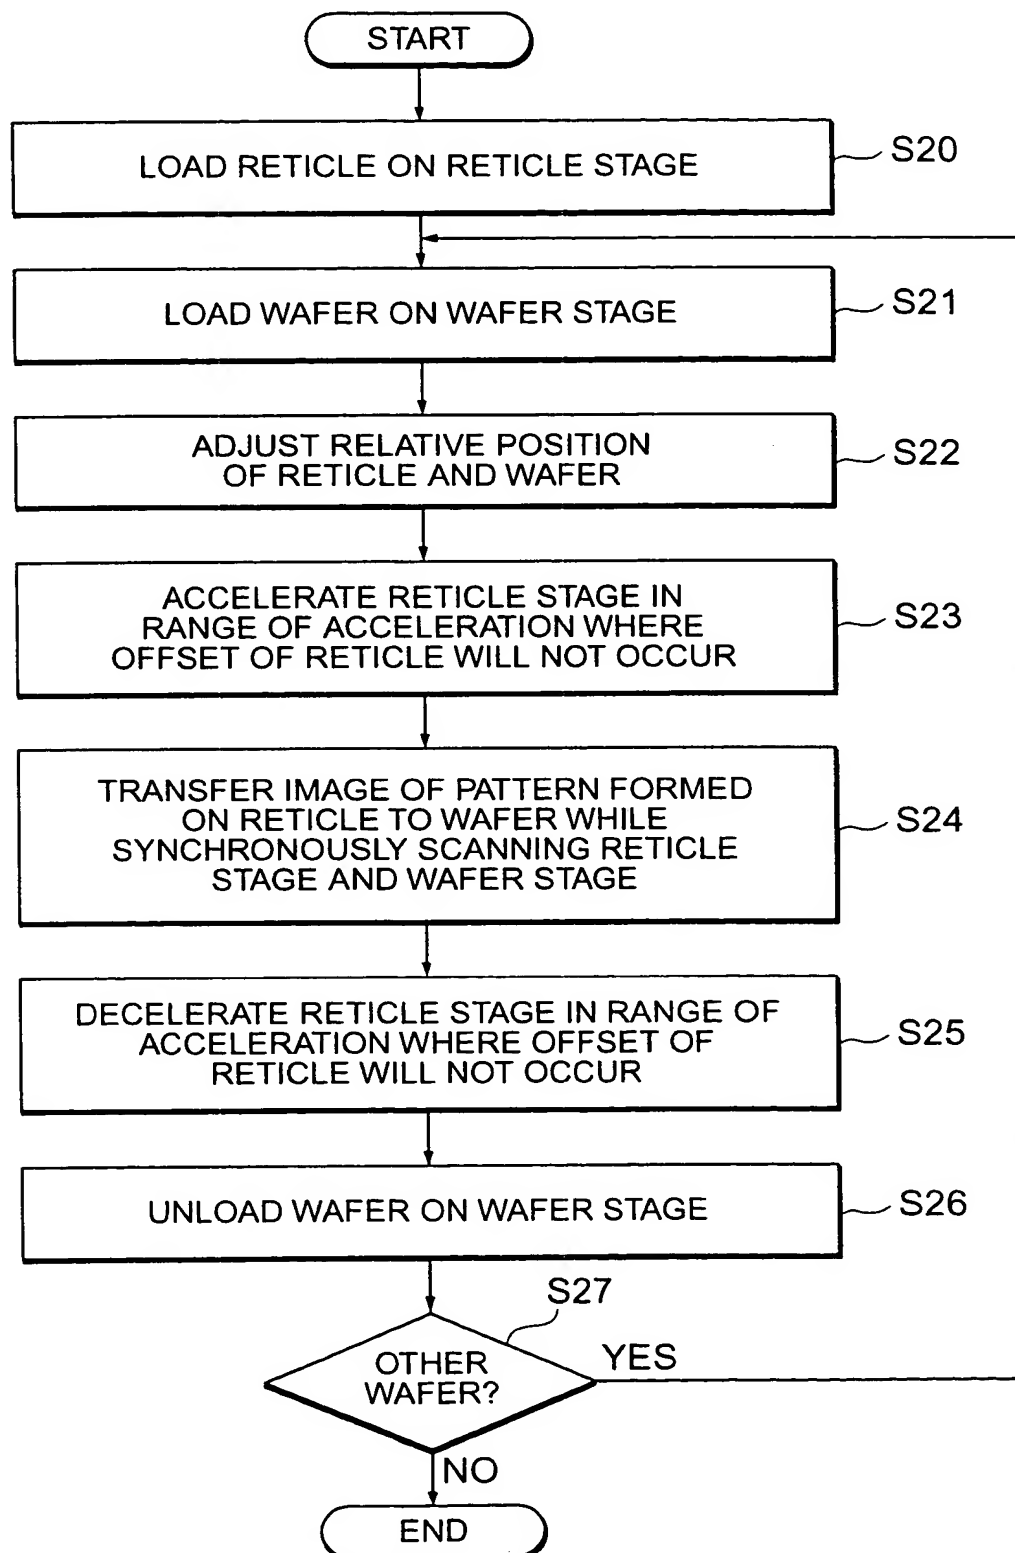 START
LOAD RETICLE ON RETICLE STAGE
S20
LOAD WAFER ON WAFER STAGE
S21
ADJUST RELATIVE POSITION
OF RETICLE AND WAFER
S22
ACCELERATE RETICLE STAGE IN
RANGE OF ACCELERATION WHERE
OFFSET OF RETICLE WILL NOT OCCUR
S23
TRANSFER IMAGE OF PATTERN FORMED
ON RETICLE TO WAFER WHILE
SYNCHRONOUSLY SCANNING RETICLE
STAGE AND WAFER STAGE
S24
DECELERATE RETICLE STAGE IN RANGE OF
ACCELERATION WHERE OFFSET OF
RETICLE WILL NOT OCCUR
S25
UNLOAD WAFER ON WAFER STAGE
S26
S27
OTHER
WAFER?
YES
NO
END